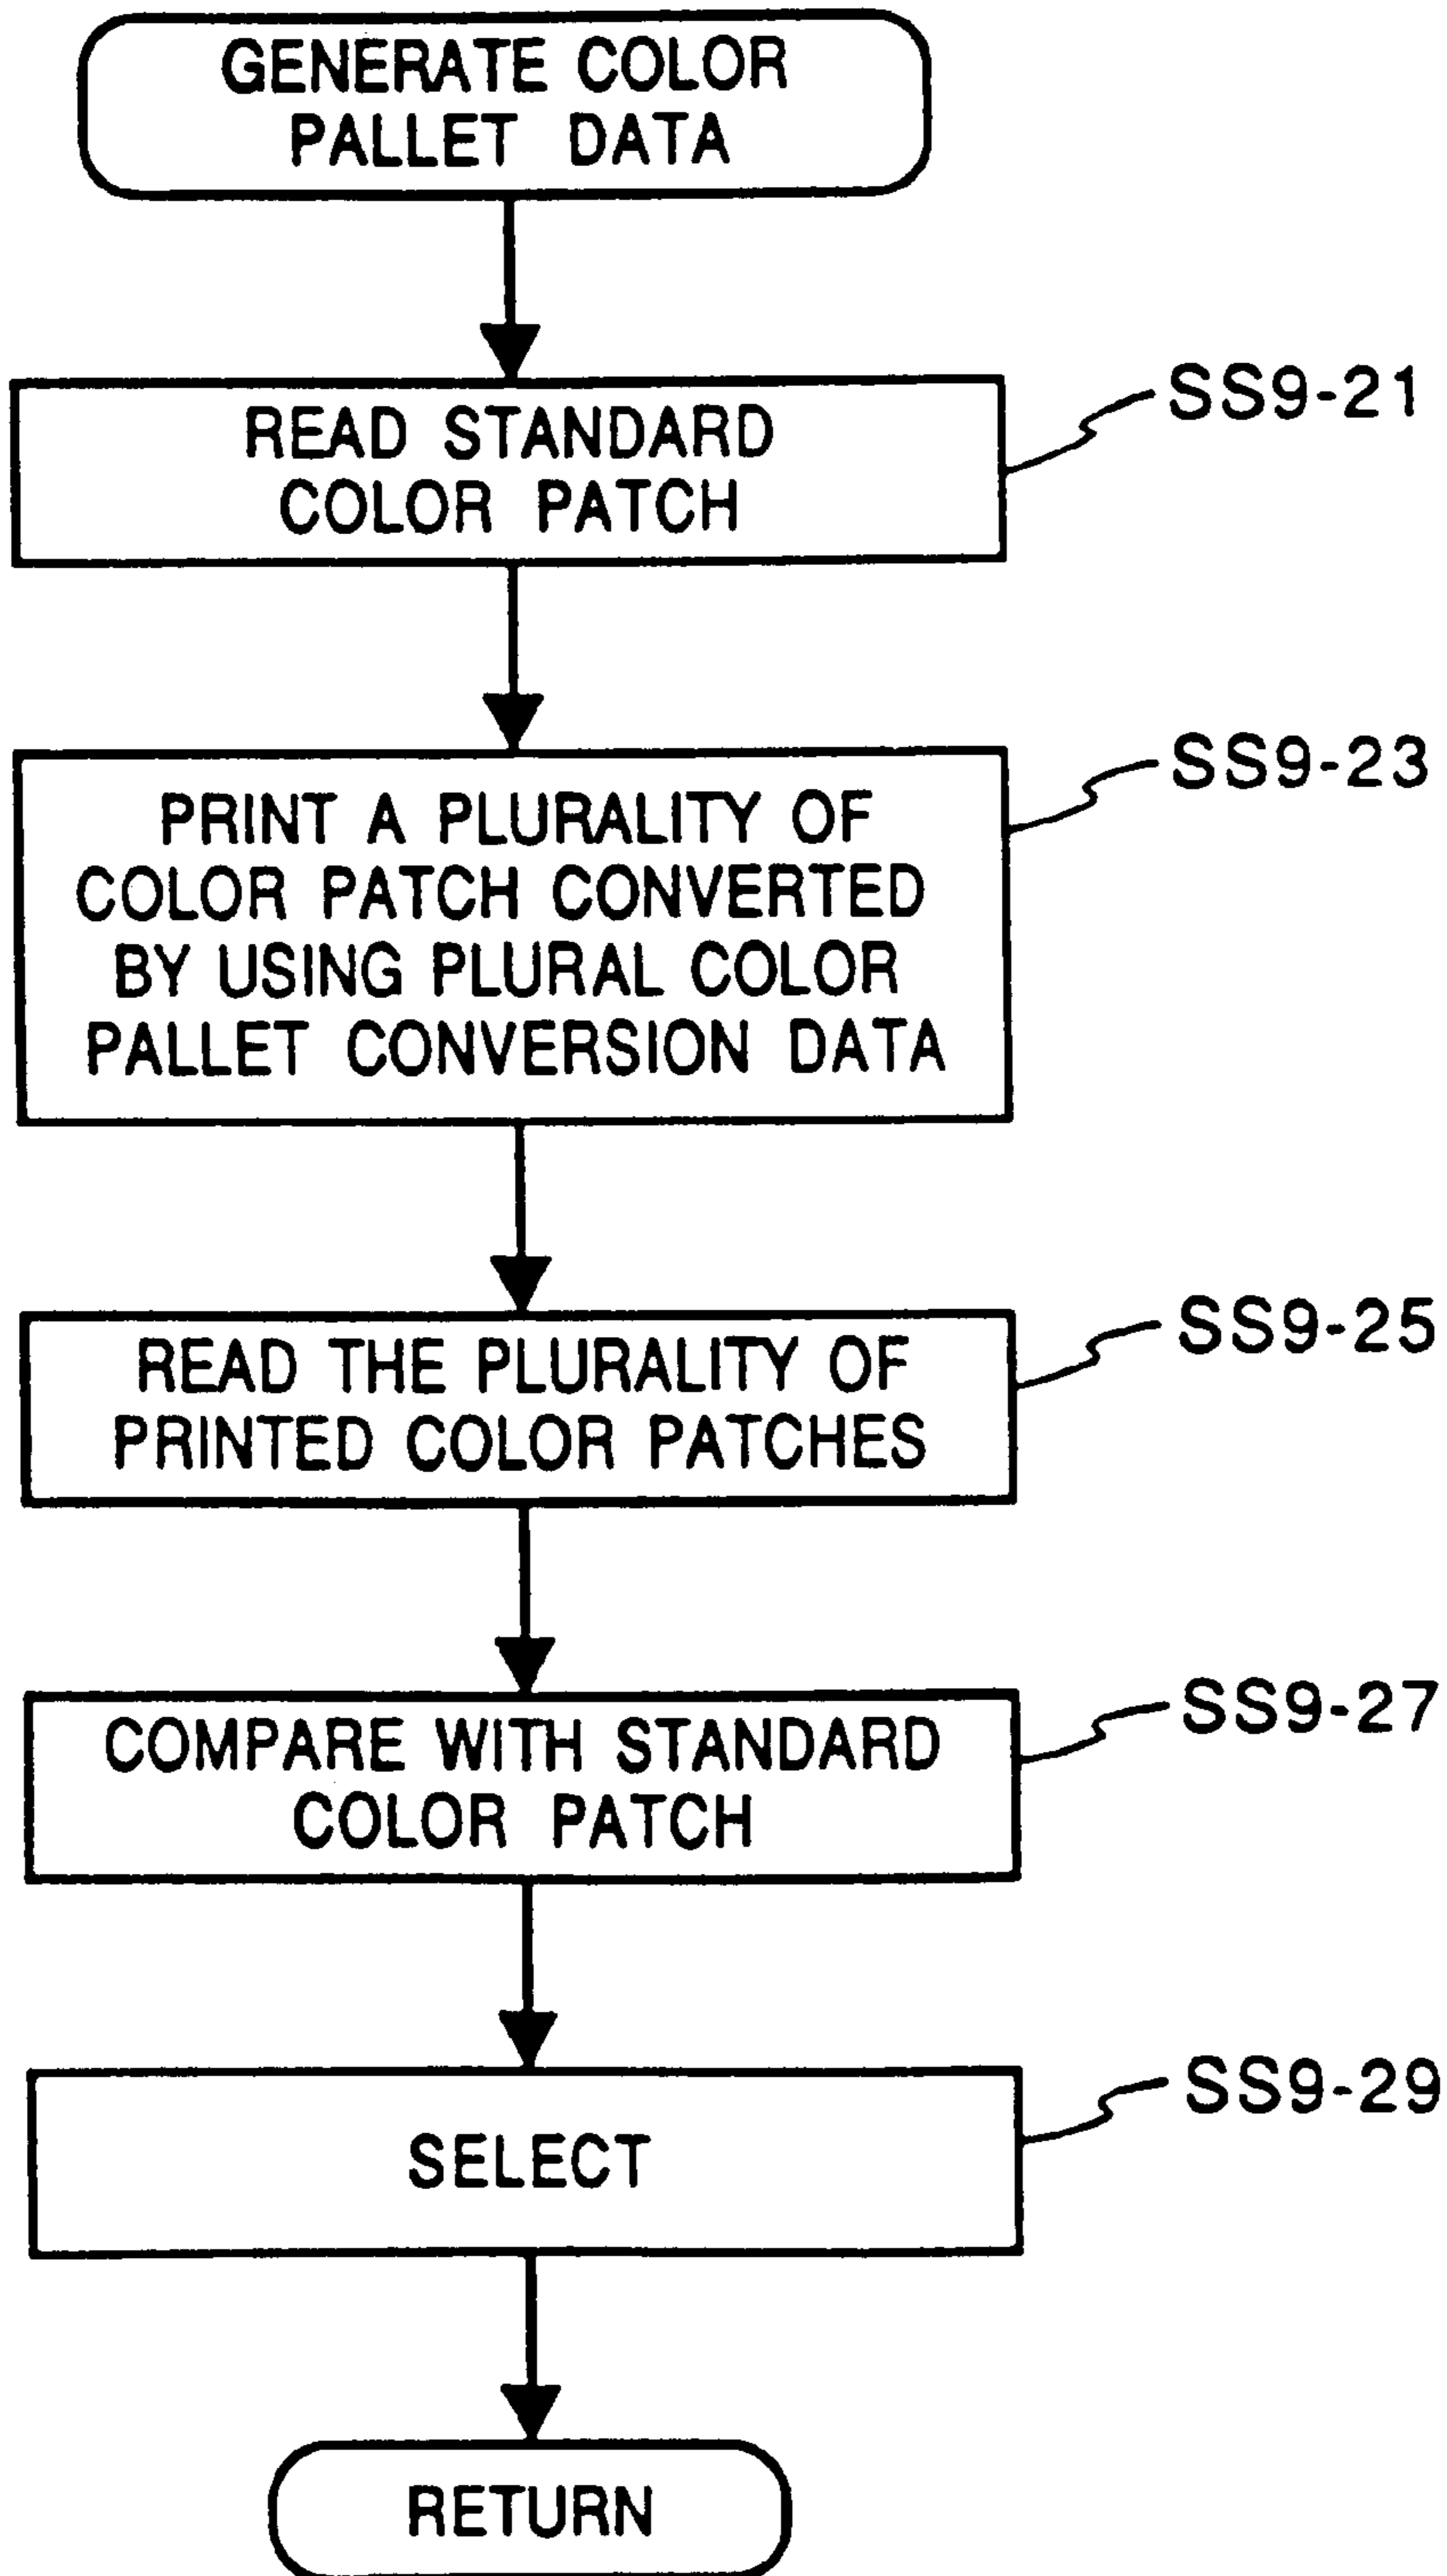 GENERATE COLOR
PALLET DATA
READ STANDARD
COLOR PATCH
SS9-21
PRINT A PLURALITY OF
COLOR PATCH CONVERTED
BY USING PLURAL COLOR
PALLET CONVERSION DATA
SS9-23
READ THE PLURALITY OF
PRINTED COLOR PATCHES
SS9-25
COMPARE WITH STANDARD
COLOR PATCH
SS9-27
SELECT
SS9-29
RETURN